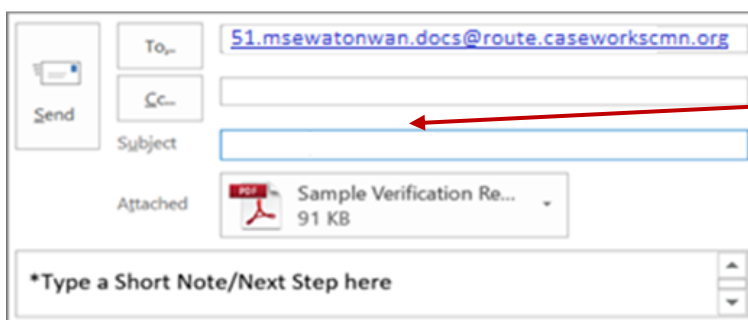 To... 51.msewatonwan.docs@route.caseworkscmn.org
Cc...
Send
Subject
Attached
PDF
Sample Verification Re...
91 KB
*Type a Short Note/Next Step here